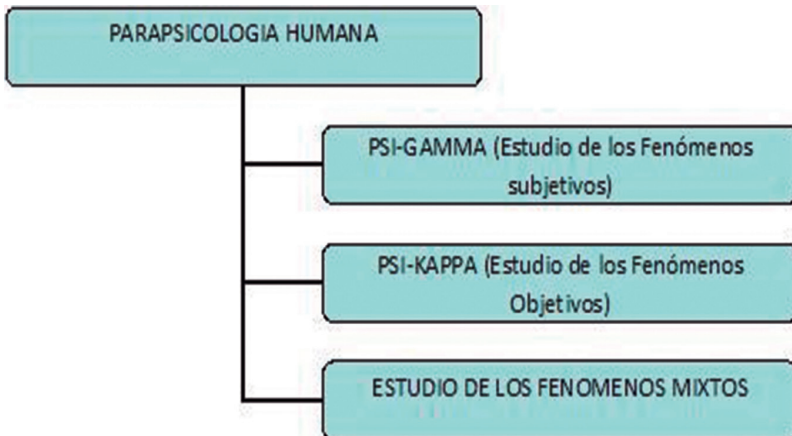 PARAPSICOLOGIA HUMANA
PSI-GAMMA (Estudio de los Fenómenos
subjetivos)
PSI-KAPPA (Estudio de los Fenómenos
Objetivos)
ESTUDIO DE LOS FENOMENOS MIXTOS